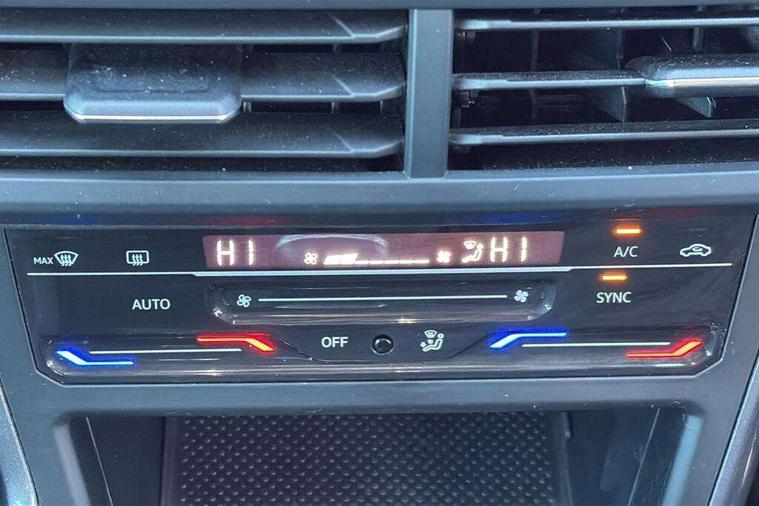 HI HI
A/C
MAX
AUTO SYNC
OFF